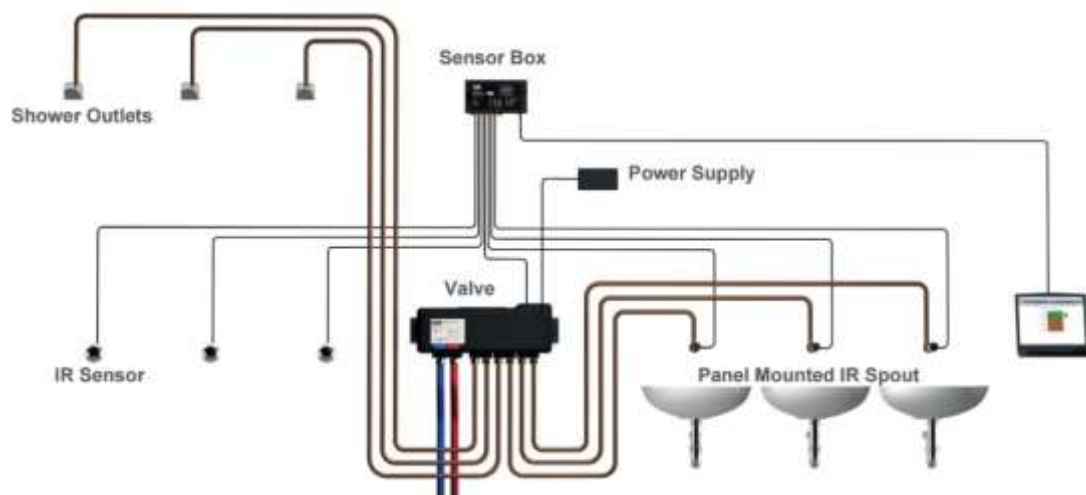 Sensor Box
Shower Outlets
Power Supply
Valve
IR Sensor
Panel Mounted IR Spout